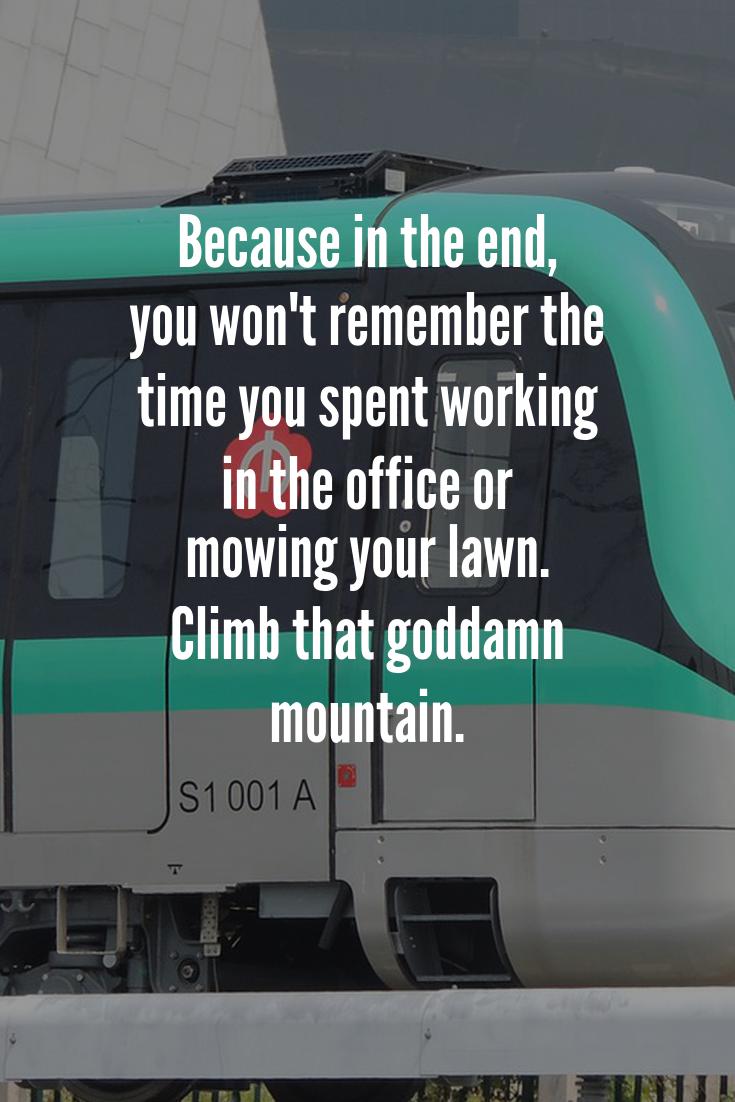 Because in the end,
you won't remember the
time you spent working
in the office or
mowing your lawn.
Climb that goddamn
mountain.
S1 001 A